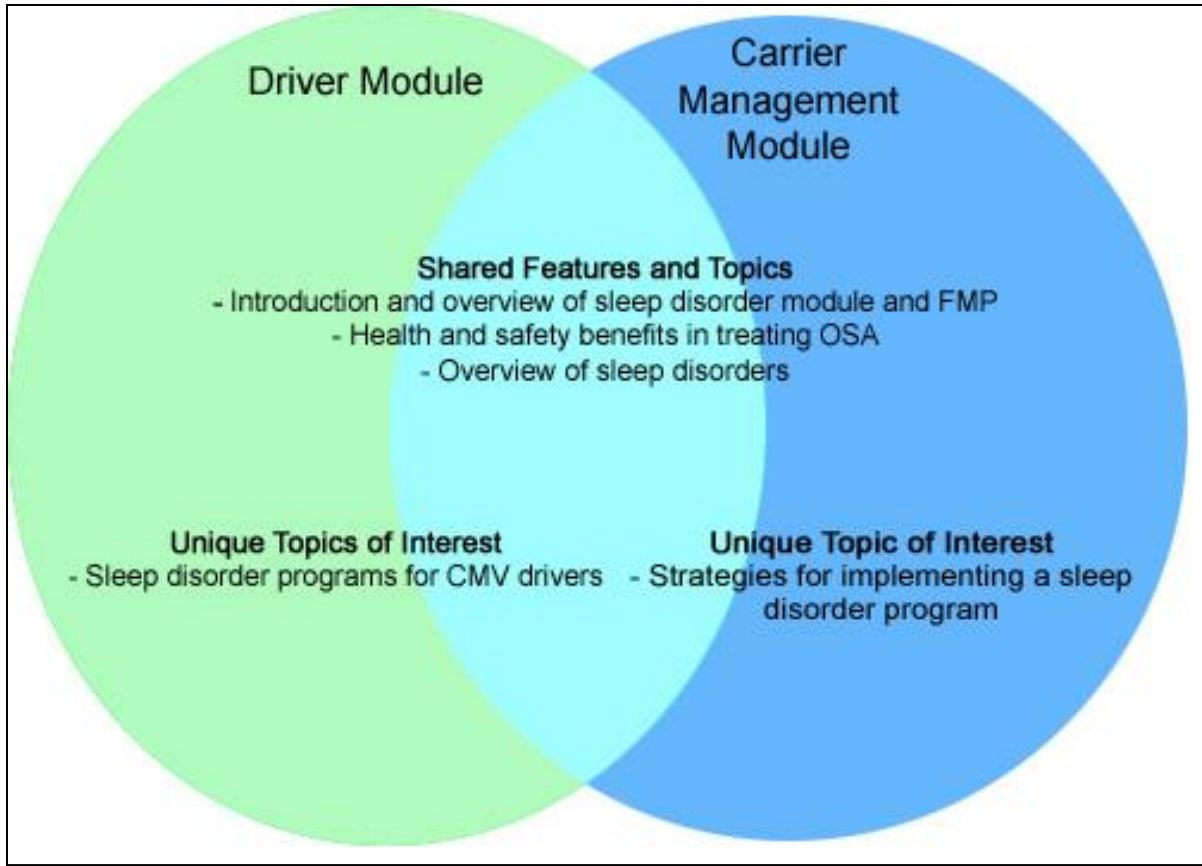 Driver Module
Carrier
Management
Module
Shared Features and Topics
- Introduction and overview of sleep disorder module and FMP
- Health and safety benefits in treating OSA
- Overview of sleep disorders
Unique Topics of Interest
- Sleep disorder programs for CMV drivers
Unique Topic of Interest
- Strategies for implementing a sleep
disorder program